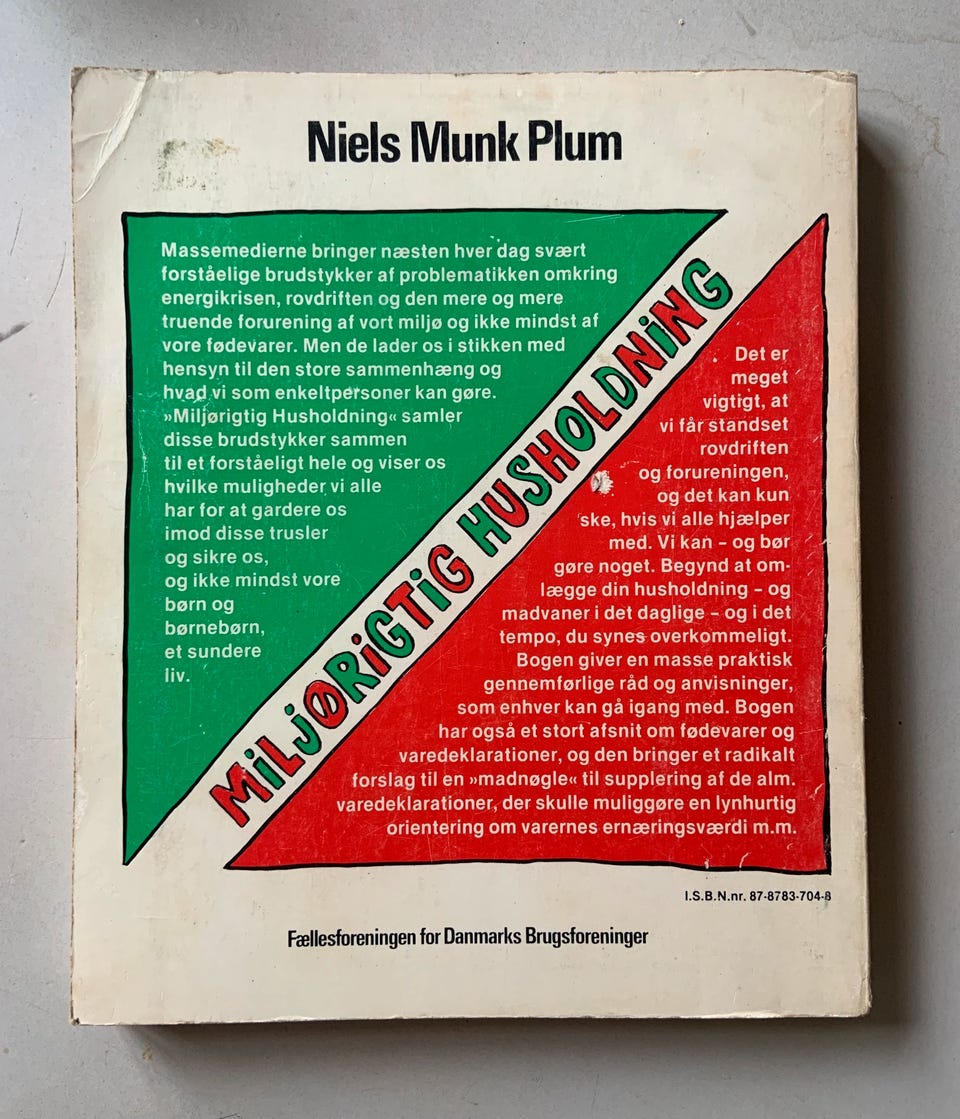 Niels Munk Plum
Massemedierne bringer næsten hver dag svært
forståelige brudstykker af problematikken omkring
energikrisen, rovdriften og den mere og mere
truende forurening af vort miljø og ikke mindst af
vore fødevarer. Men de lader os i stikken med
hensyn til den store sammenhæng og
hvad vi som enkeltpersoner kan gøre.
»Miljørigtig Husholdning« samler
disse brudstykker sammen
til et forståeligt hele og viser os
hvilke muligheder vi alle
har for at gardere os
imod disse trusler
og sikre os,
og ikke mindst vore
børn og
børnebørn,
et sundere
liv.
MiLjØRiGTiG HUSHOLDNiNG
Det er
meget
vigtigt, at
vi får standset
rovdriften
og forureningen,
og det kan kun
ske, hvis vi alle hjælper
med. Vi kan – og bør
gøre noget. Begynd at om-
lægge din husholdning – og
madvaner i det daglige – og i det
tempo, du synes overkommeligt.
Bogen giver en masse praktisk
gennemførlige råd og anvisninger,
som enhver kan gå igang med. Bogen
har også et stort afsnit om fødevarer og
varedeklarationer, og den bringer et radikalt
forslag til en »madnøgle« til supplering af de alm.
varedeklarationer, der skulle muliggøre en lynhurtig
orientering om varernes ernæringsværdi m.m.
I.S.B.N.nr. 87-8783-704-8
Fællesforeningen for Danmarks Brugsforeninger